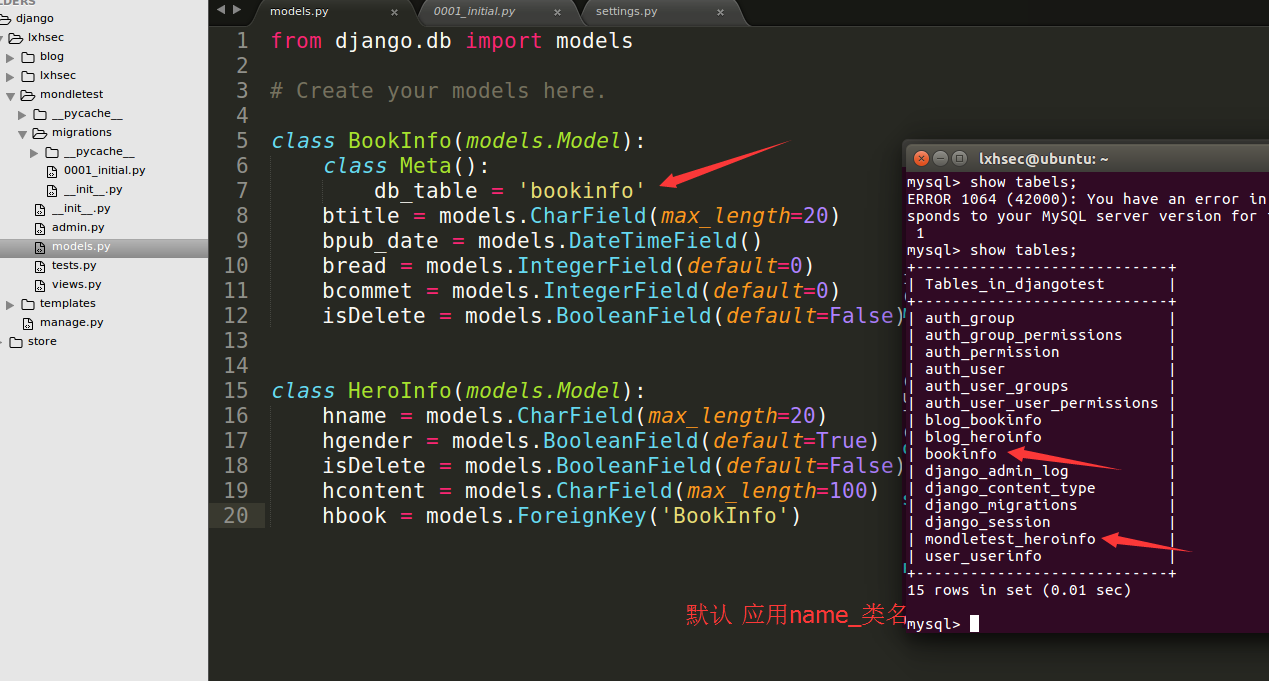 LDERS
django
lxhsec
blog
lxhsec
mondletest
__pycache__
migrations
__pycache__
0001_initial.py
__init__.py
__init__.py
admin.py
models.py
tests.py
views.py
templates
manage.py
store
models.py × 0001_initial.py × settings.py ×
1 from django.db import models
2
3 # Create your models here.
4
5 class BookInfo(models.Model):
6 class Meta():
7 db_table = 'bookinfo'
8 btitle = models.CharField(max_length=20)
9 bpub_date = models.DateTimeField()
10 bread = models.IntegerField(default=0)
11 bcommet = models.IntegerField(default=0)
12 isDelete = models.BooleanField(default=False)
13
14
15 class HeroInfo(models.Model):
16 hname = models.CharField(max_length=20)
17 hgender = models.BooleanField(default=True)
18 isDelete = models.BooleanField(default=False)
19 hcontent = models.CharField(max_length=100)
20 hbook = models.ForeignKey('BookInfo')
默认 应用name_类名
lxhsec@ubuntu: ~
mysql> show tabels;
ERROR 1064 (42000): You have an error in
sponds to your MySQL server version for
1
mysql> show tables;
+----------------------------+
| Tables_in_djangotest |
+----------------------------+
| auth_group |
| auth_group_permissions |
| auth_permission |
| auth_user |
| auth_user_groups |
| auth_user_user_permissions |
| blog_bookinfo |
| blog_heroinfo |
| bookinfo |
| django_admin_log |
| django_content_type |
| django_migrations |
| django_session |
| mondletest_heroinfo |
| user_userinfo |
+----------------------------+
15 rows in set (0.01 sec)
mysql>